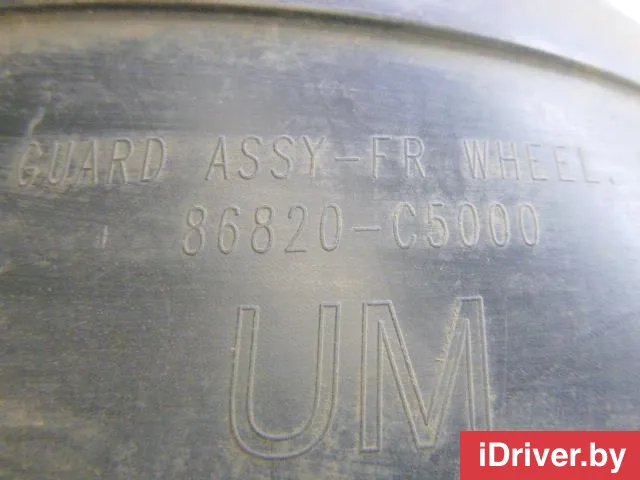 GUARD ASSY-FR WHEEL.
86820-C5000
UM
iDriver.by